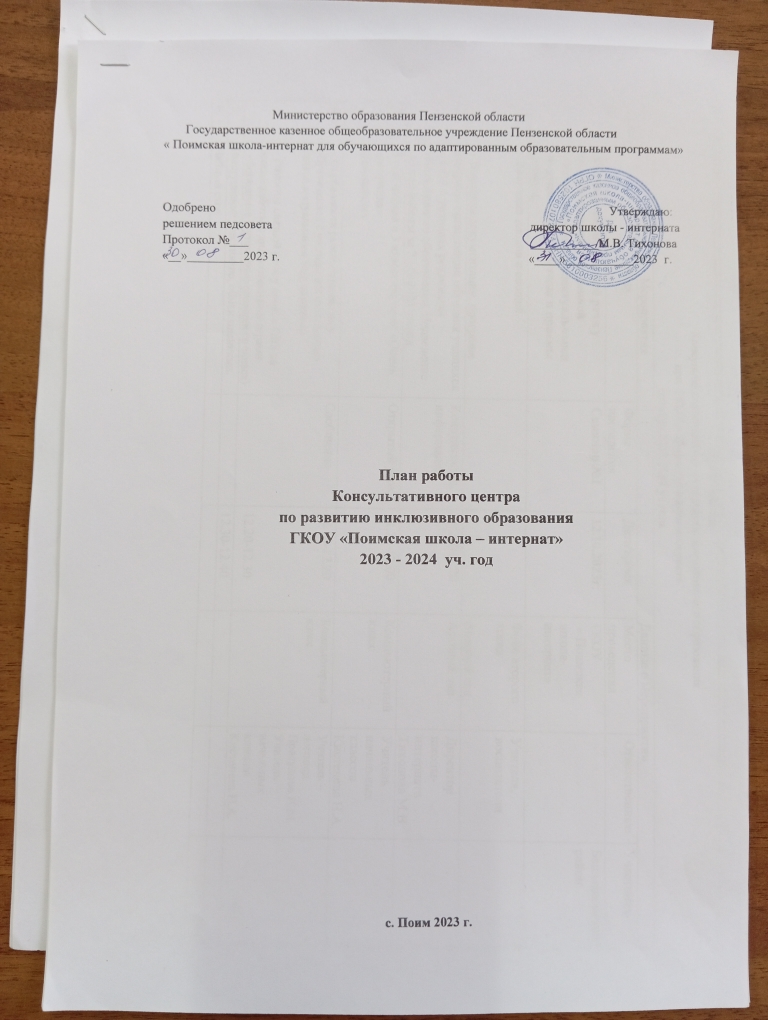 Министерство образования Пензенской области
Государственное казенное общеобразовательное учреждение Пензенской области
« Поимская школа-интернат для обучающихся по адаптированным образовательным программам»
Одобрено
решением педсовета
Протокол № 1
«30» 08 2023 г.
Утверждаю:
директор школы - интерната
М.В. Тихонова
«31» 08 2023 г.
План работы
Консультативного центра
по развитию инклюзивного образования
ГКОУ «Поимская школа – интернат»
2023 - 2024 уч. год
с. Поим 2023 г.